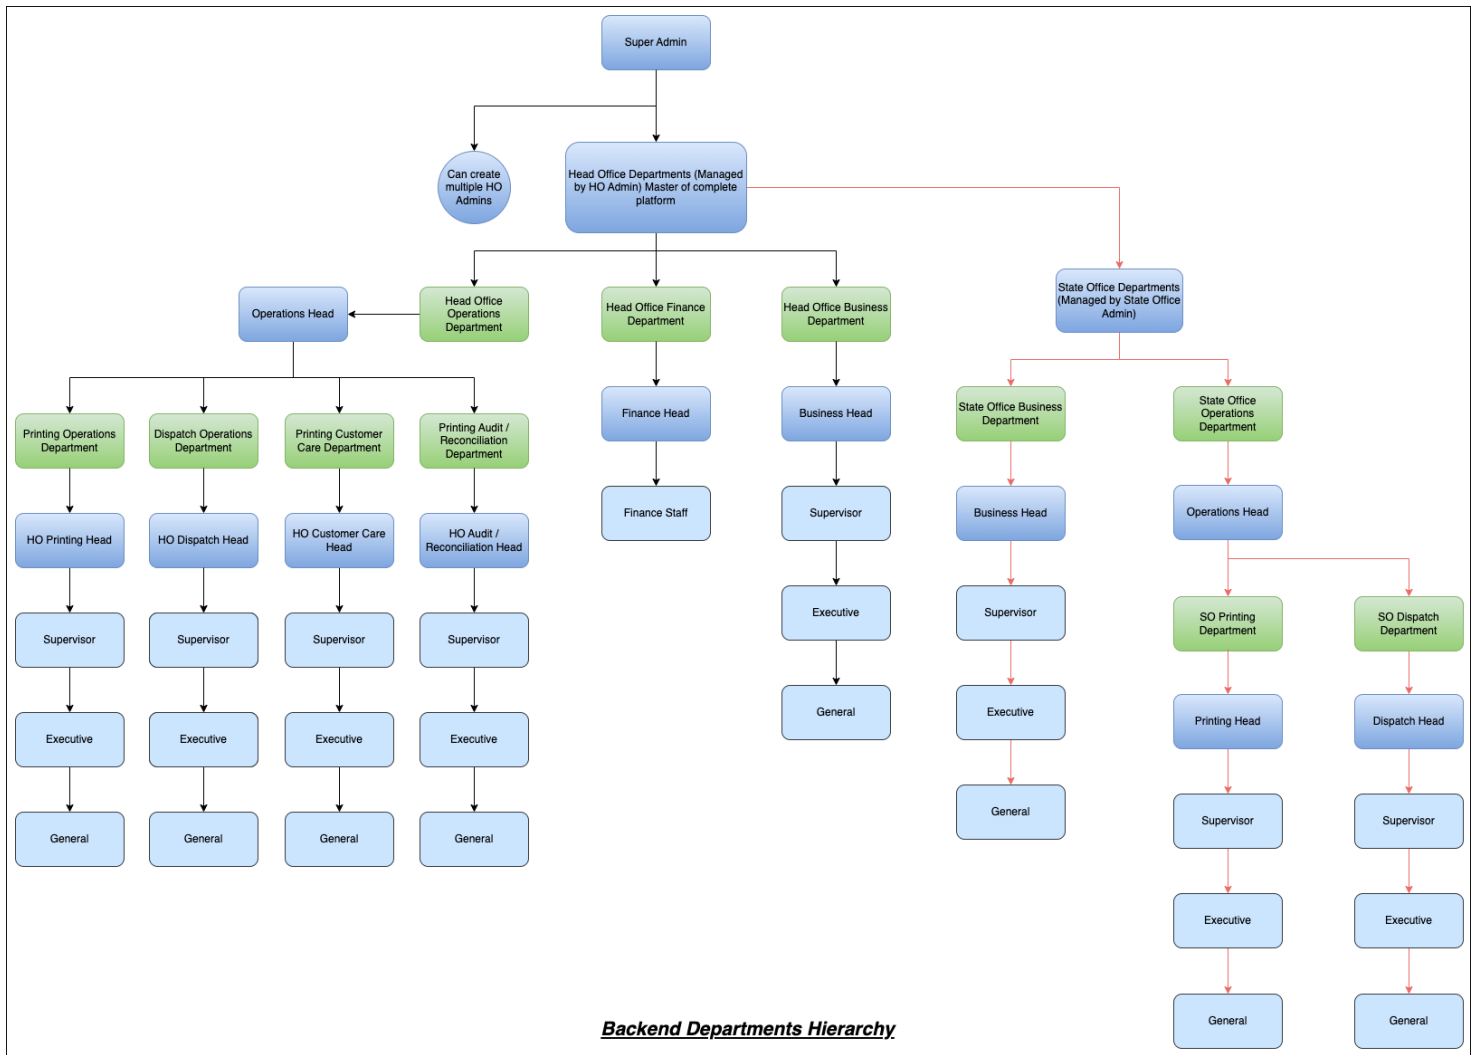 Super Admin
Can create
multiple HO
Admins
Head Office Departments (Managed
by HO Admin) Master of complete
platform
State Office Departments
(Managed by State Office
Admin)
Operations Head
Head Office
Operations
Department
Head Office Finance
Department
Head Office Business
Department
Printing Operations
Department
Dispatch Operations
Department
Printing Customer
Care Department
Printing Audit /
Reconciliation
Department
Finance Head
Business Head
State Office Business
Department
State Office
Operations
Department
HO Printing Head
HO Dispatch Head
HO Customer Care
Head
HO Audit /
Reconciliation Head
Finance Staff
Supervisor
Business Head
Operations Head
Supervisor
Supervisor
Supervisor
Supervisor
Executive
Supervisor
SO Printing
Department
SO Dispatch
Department
Executive
Executive
Executive
Executive
General
Executive
Printing Head
Dispatch Head
General
General
General
General
General
Supervisor
Supervisor
Executive
Executive
General
General
Backend Departments Hierarchy